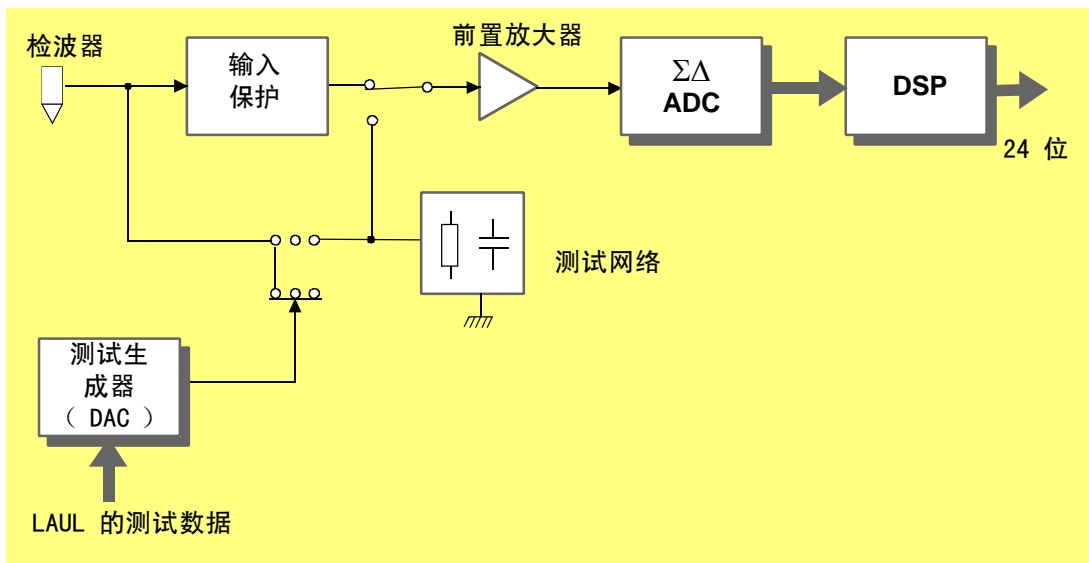 检波器
输入
保护
前置放大器
ΣΔ
ADC
DSP
24 位
测试网络
测试生
成器
（ DAC ）
LAUL 的测试数据